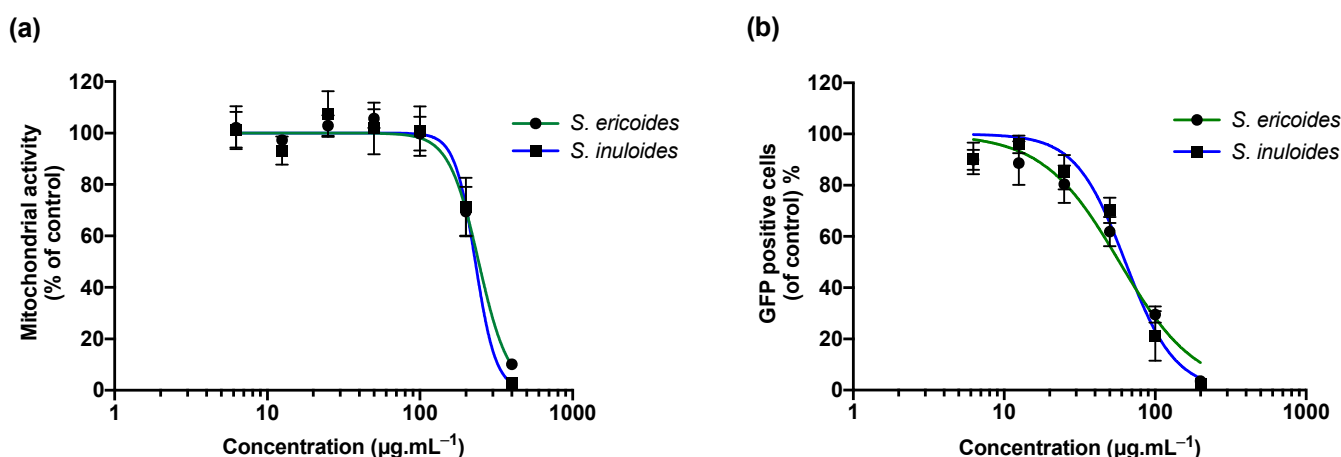 (a)
120
100
80
60
40
20
0
Mitochondrial activity
(% of control)
1
10
100
1000
Concentration (µg.mL⁻¹)
S. ericoides
S. inuloides
(b)
120
100
80
60
40
20
0
GFP positive cells
(of control) %
1
10
100
1000
Concentration (µg.mL⁻¹)
S. ericoides
S. inuloides